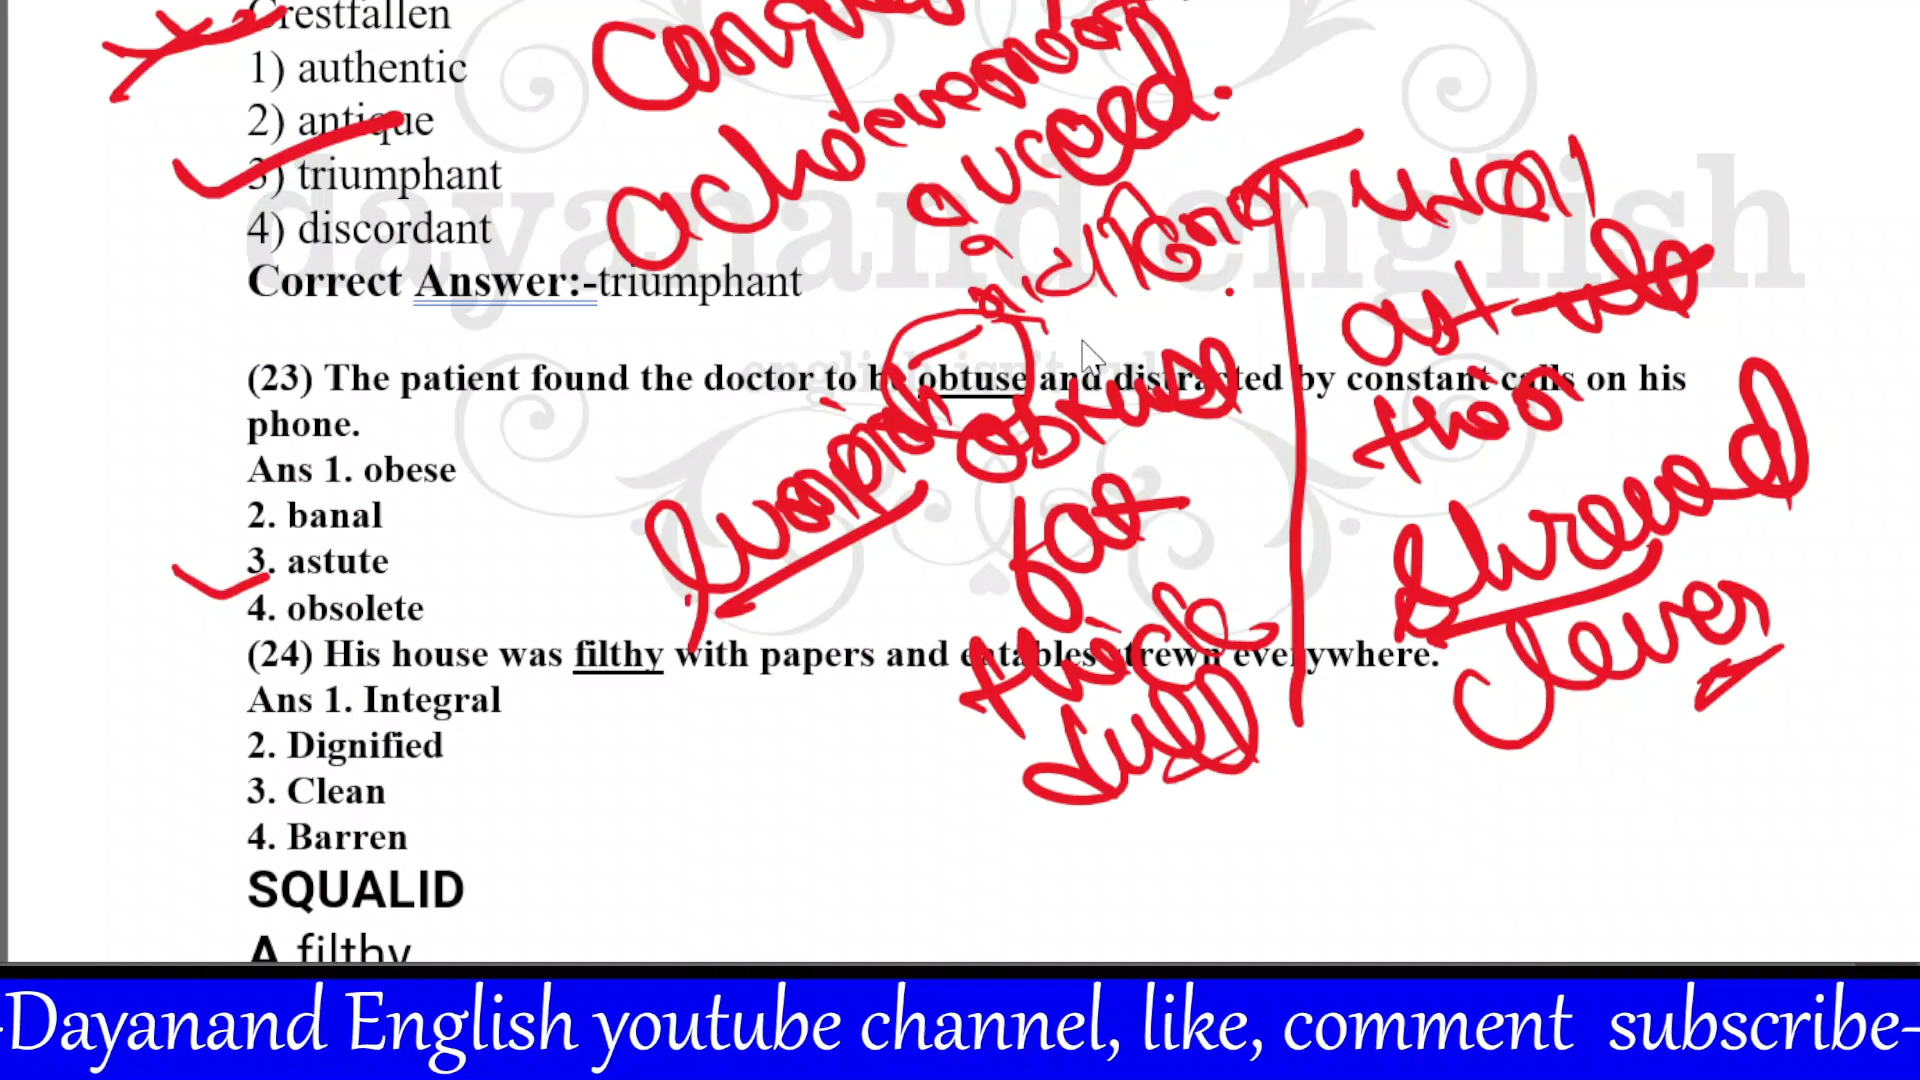 Crestfallen
1) authentic
2) antique
3) triumphant
4) discordant
Correct Answer:-triumphant
dayanand english
(23) The patient found the doctor to be obtuse and distracted by constant calls on his
phone.
Ans 1. obese
2. banal
3. astute
4. obsolete
(24) His house was filthy with papers and eatables strewn everywhere.
Ans 1. Integral
2. Dignified
3. Clean
4. Barren
SQUALID
A filthy
fat
thick
dull
thin
shrewd
clever
-Dayanand English youtube channel, like, comment subscribe-